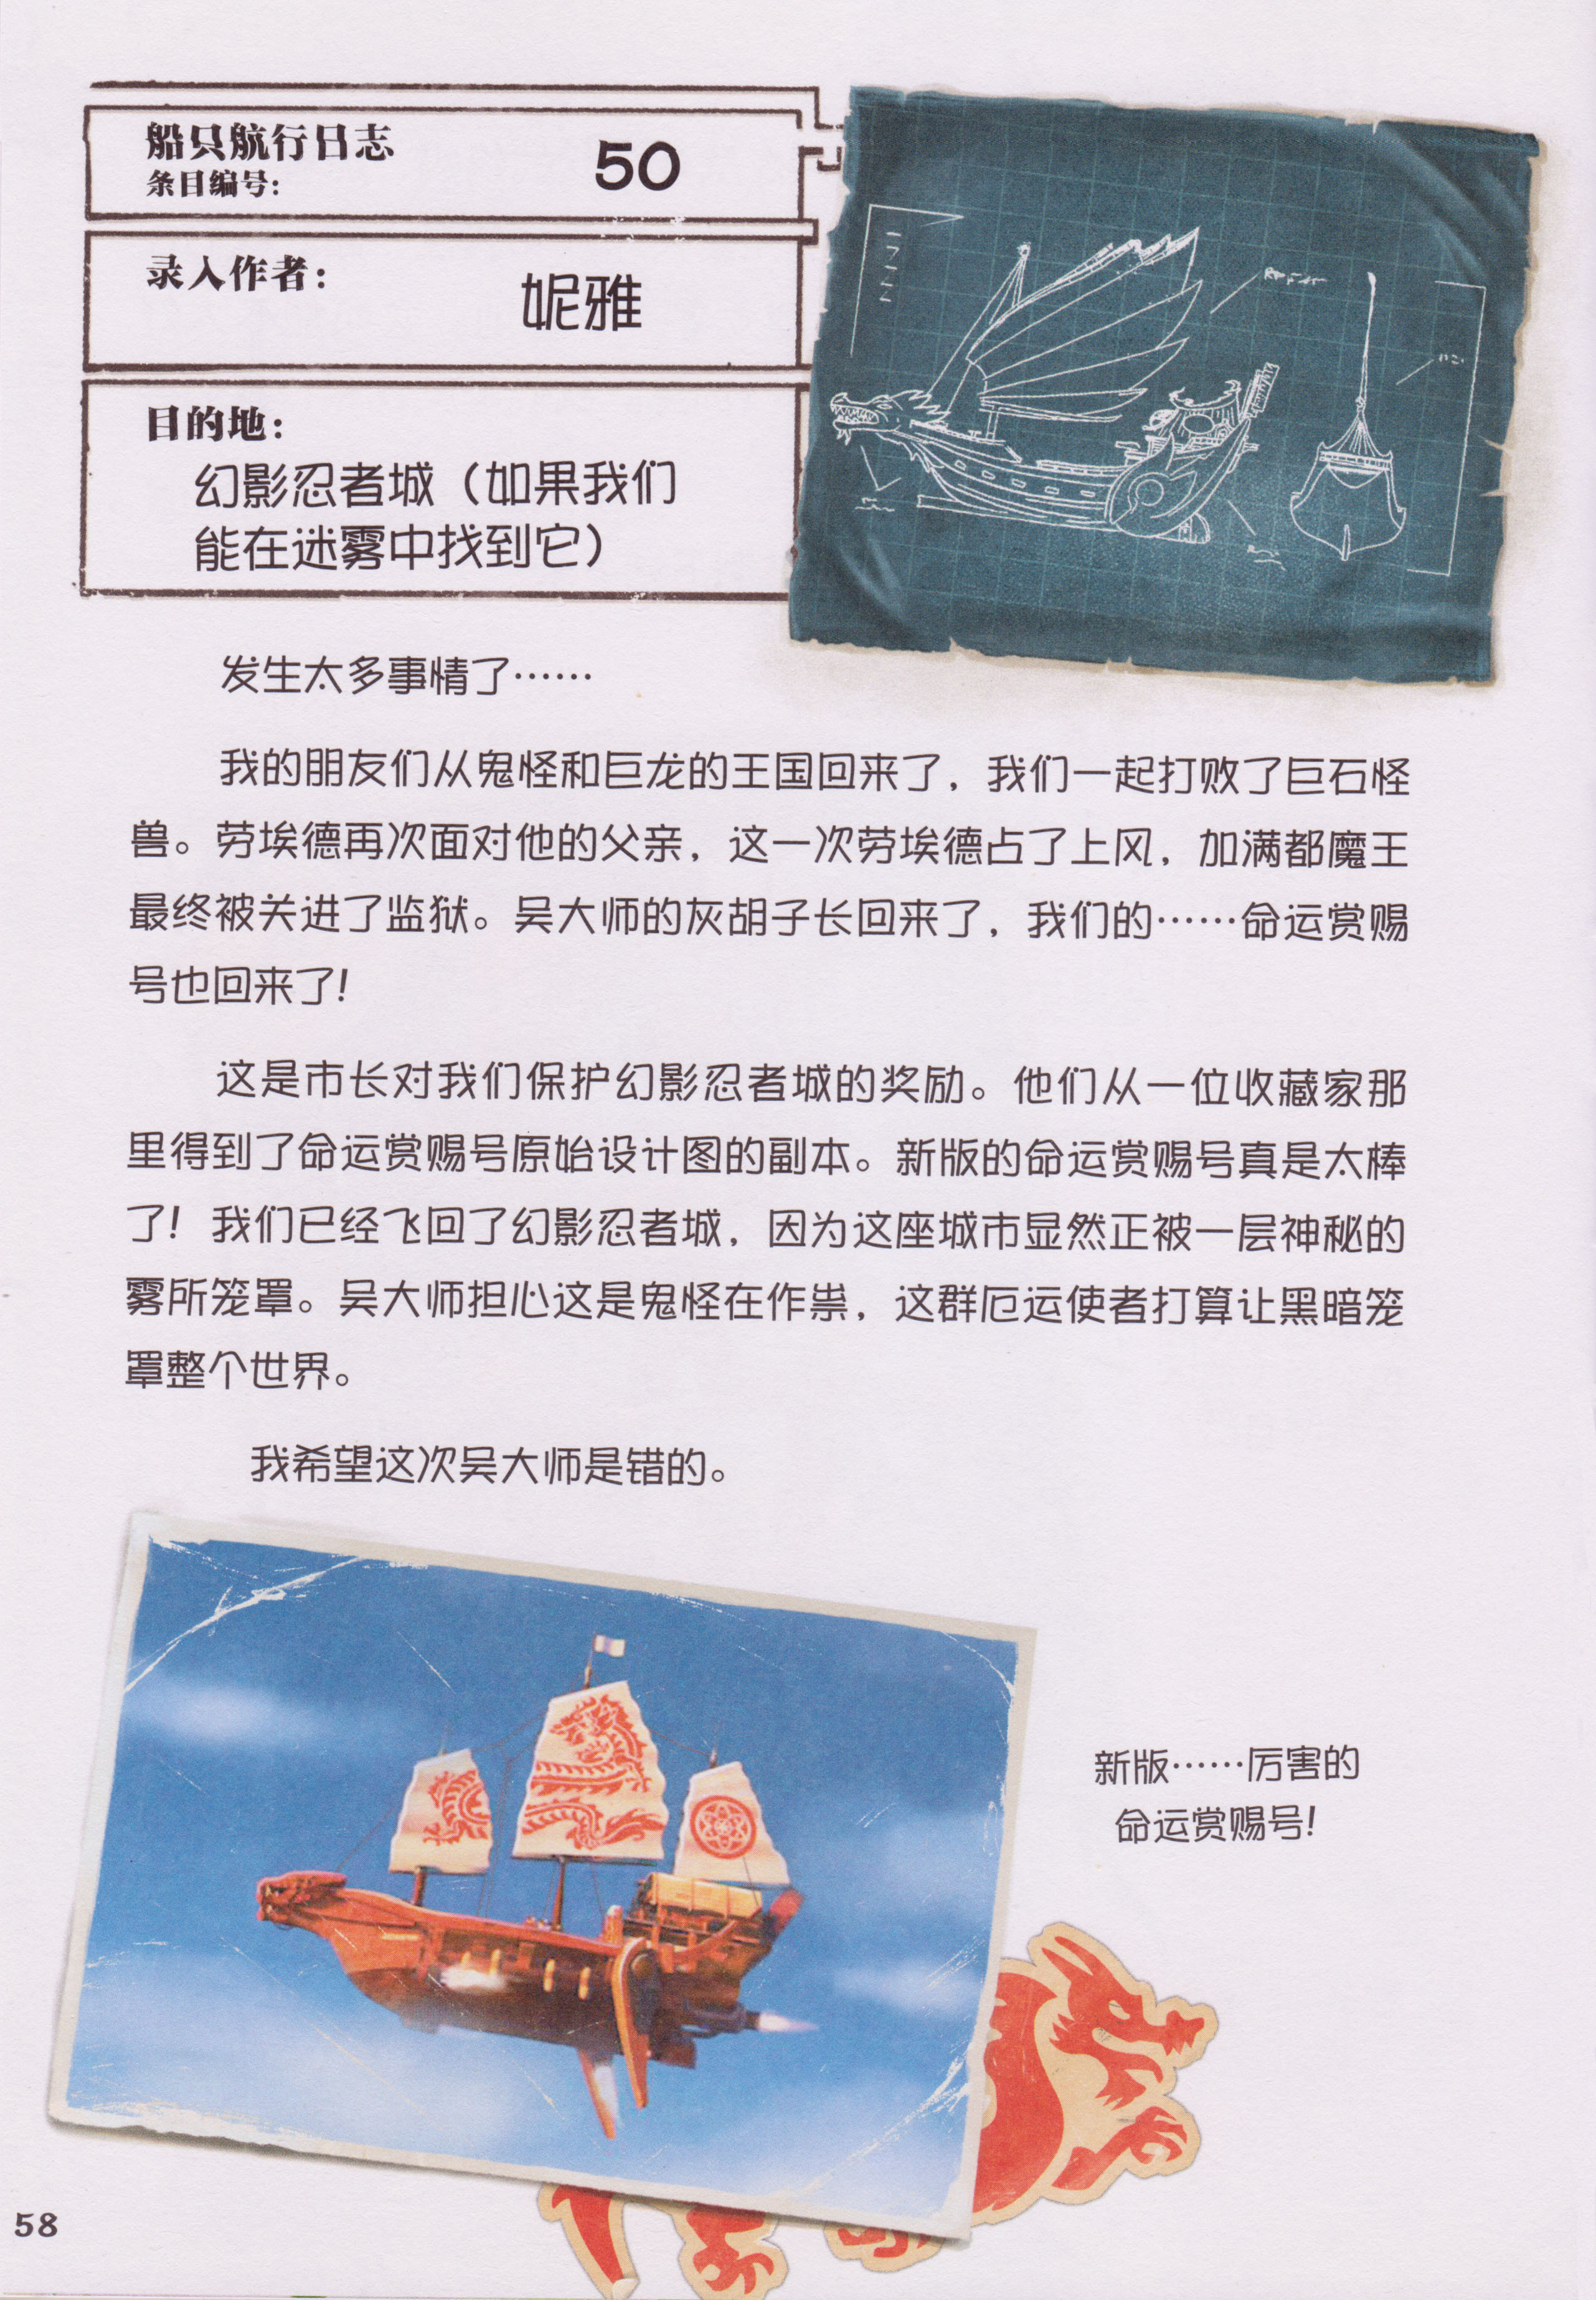 船只航行日志
条目编号：
50
录入作者：
妮雅
目的地：
幻影忍者城（如果我们
能在迷雾中找到它）
发生太多事情了……
我的朋友们从鬼怪和巨龙的王国回来了，我们一起打败了巨石怪
兽。劳埃德再次面对他的父亲，这一次劳埃德占了上风，加满都魔王
最终被关进了监狱。吴大师的灰胡子长回来了，我们的……命运赏赐
号也回来了！
这是市长对我们保护幻影忍者城的奖励。他们从一位收藏家那
里得到了命运赏赐号原始设计图的副本。新版的命运赏赐号真是太棒
了！我们已经飞回了幻影忍者城，因为这座城市显然正被一层神秘的
雾所笼罩。吴大师担心这是鬼怪在作祟，这群厄运使者打算让黑暗笼
罩整个世界。
我希望这次吴大师是错的。
新版……厉害的
命运赏赐号！
58